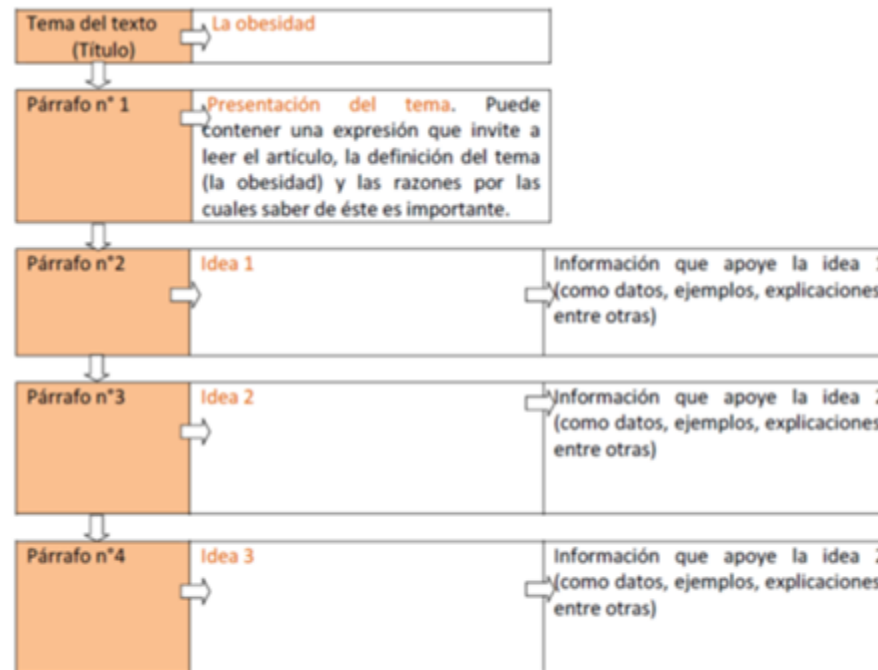 Tema del texto
(Título)
La obesidad
Párrafo n° 1
Presentación del tema. Puede
contener una expresión que invite a
leer el artículo, la definición del tema
(la obesidad) y las razones por las
cuales saber de éste es importante.
Párrafo n°2
Idea 1
Información que apoye la idea 1
(como datos, ejemplos, explicaciones
entre otras)
Párrafo n°3
Idea 2
Información que apoye la idea 2
(como datos, ejemplos, explicaciones
entre otras)
Párrafo n°4
Idea 3
Información que apoye la idea 2
(como datos, ejemplos, explicaciones
entre otras)